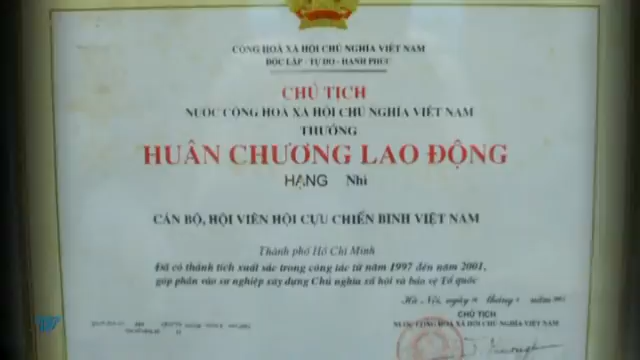 CỘNG HOÀ XÃ HỘI CHỦ NGHĨA VIỆT NAM
ĐỘC LẬP - TỰ DO - HẠNH PHÚC
CHỦ TỊCH
NƯỚC CỘNG HOÀ XÃ HỘI CHỦ NGHĨA VIỆT NAM
THƯỞNG
HUÂN CHƯƠNG LAO ĐỘNG
HẠNG Nhì
CÁN BỘ, HỘI VIÊN HỘI CỰU CHIẾN BINH VIỆT NAM
Thành phố Hồ Chí Minh
Đã có thành tích xuất sắc trong công tác từ năm 1997 đến năm 2001,
góp phần vào sự nghiệp xây dựng Chủ nghĩa xã hội và bảo vệ Tổ quốc
Hà Nội, ngày tháng năm
CHỦ TỊCH
NƯỚC CỘNG HOÀ XÃ HỘI CHỦ NGHĨA VIỆT NAM